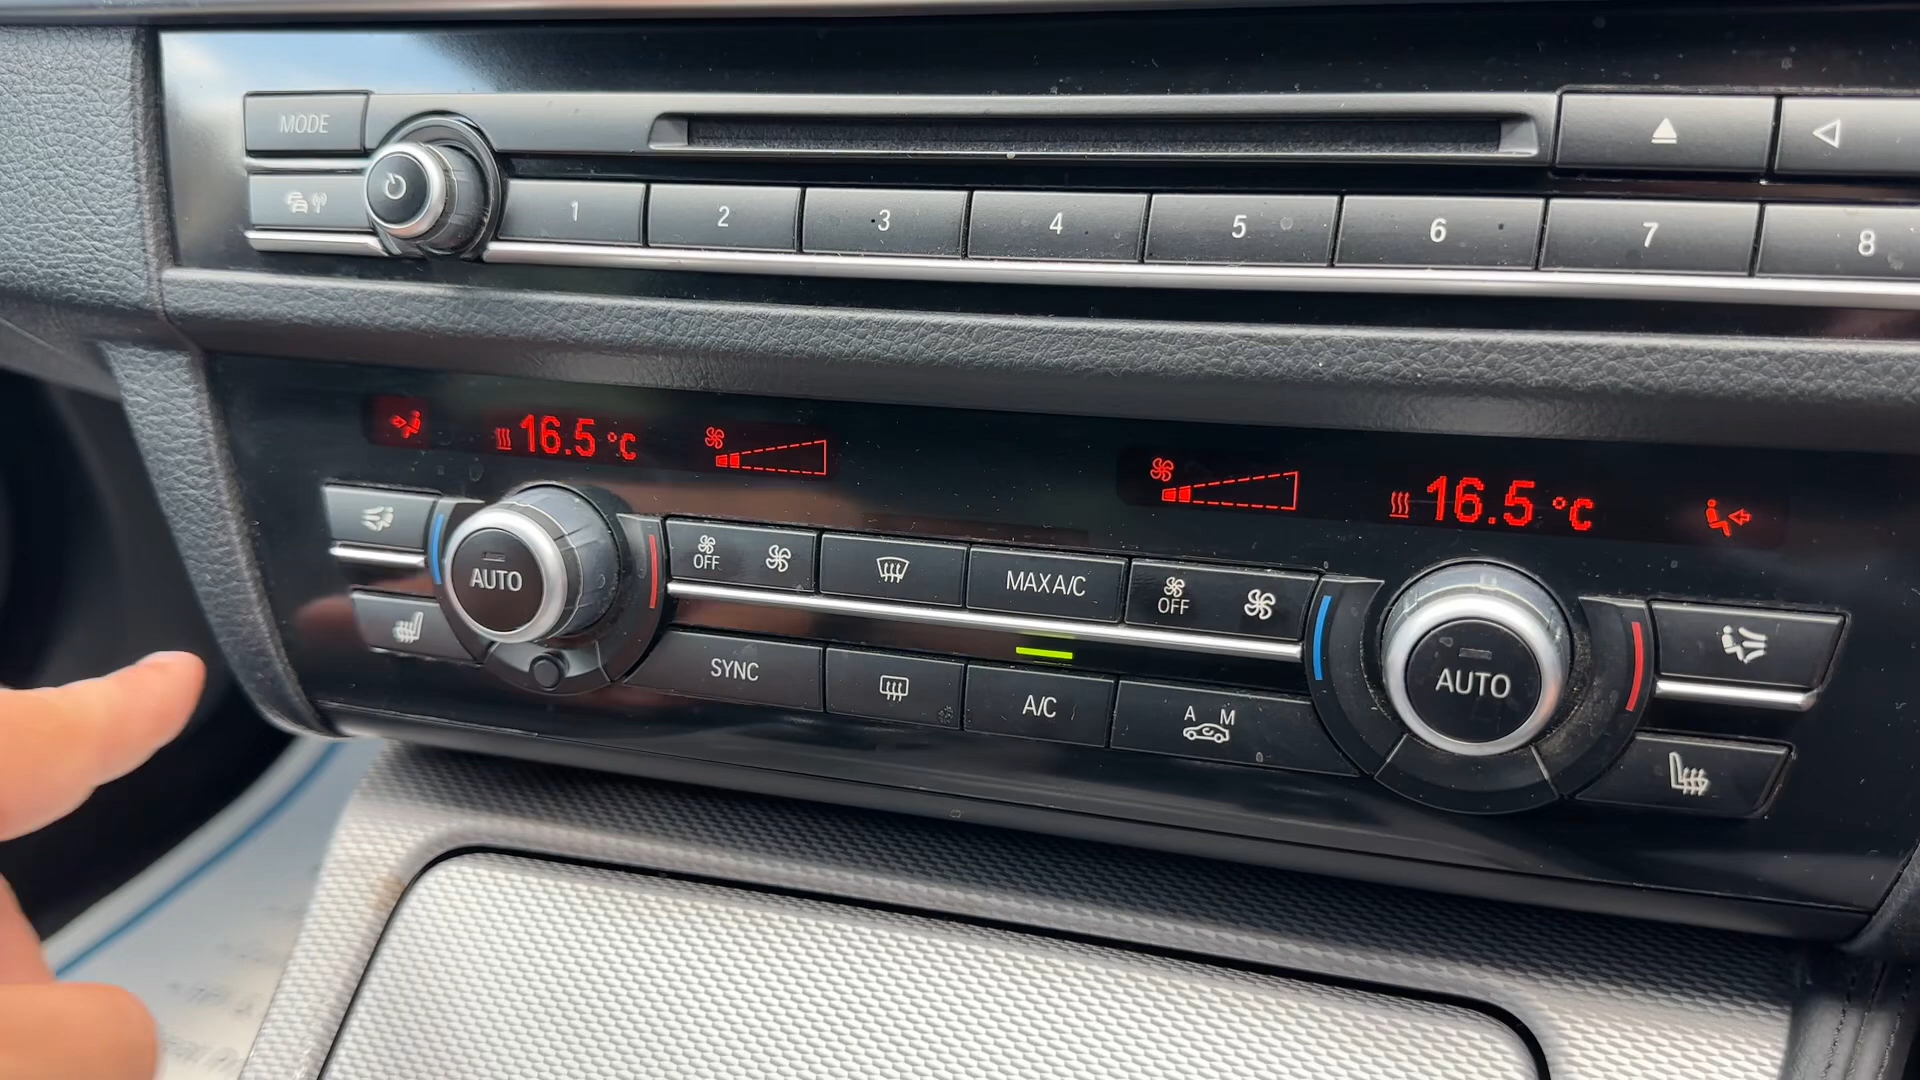 MODE
1 2 3 4 5 6 7 8
16.5 °C
16.5 °C
AUTO
OFF
MAX A/C
OFF
AUTO
SYNC
A/C
A M